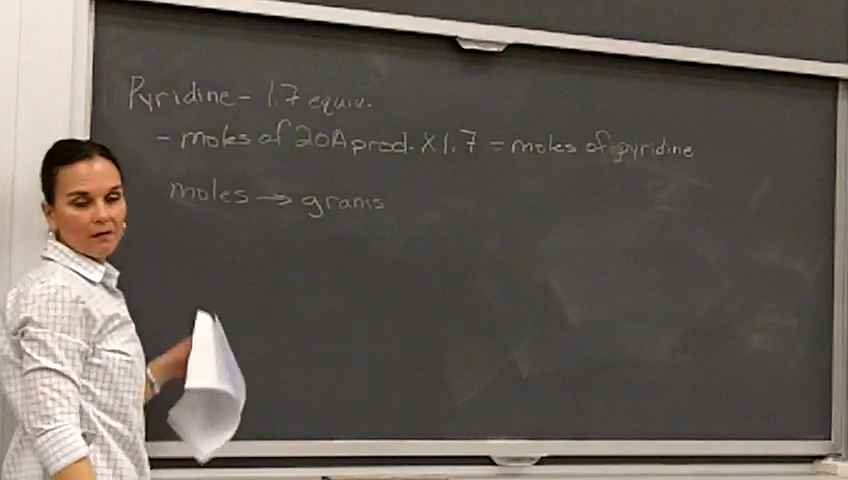 Pyridine - 1.7 equiv.
- moles of 20A prod. X 1.7 = moles of pyridine
moles → grams